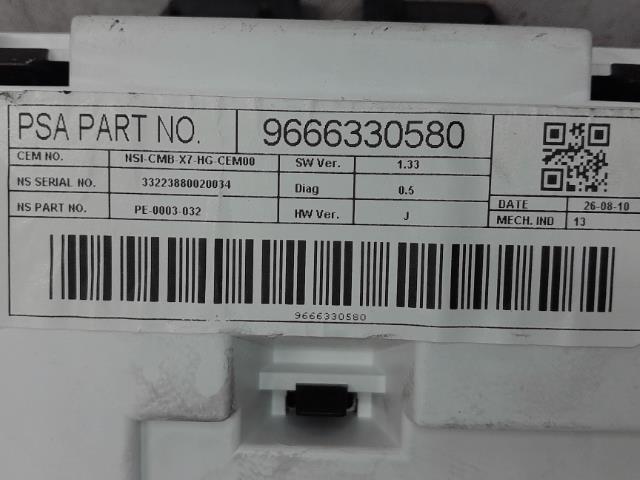 PSA PART NO. 9666330580
CEM NO. NSI-CMB-X7-HG-CEM00 SW Ver. 1.33
NS SERIAL NO. 33223880020034 Diag 0.5
NS PART NO. PE-0003-032 HW Ver. J
DATE 26-08-10
MECH. IND 13
9666330580